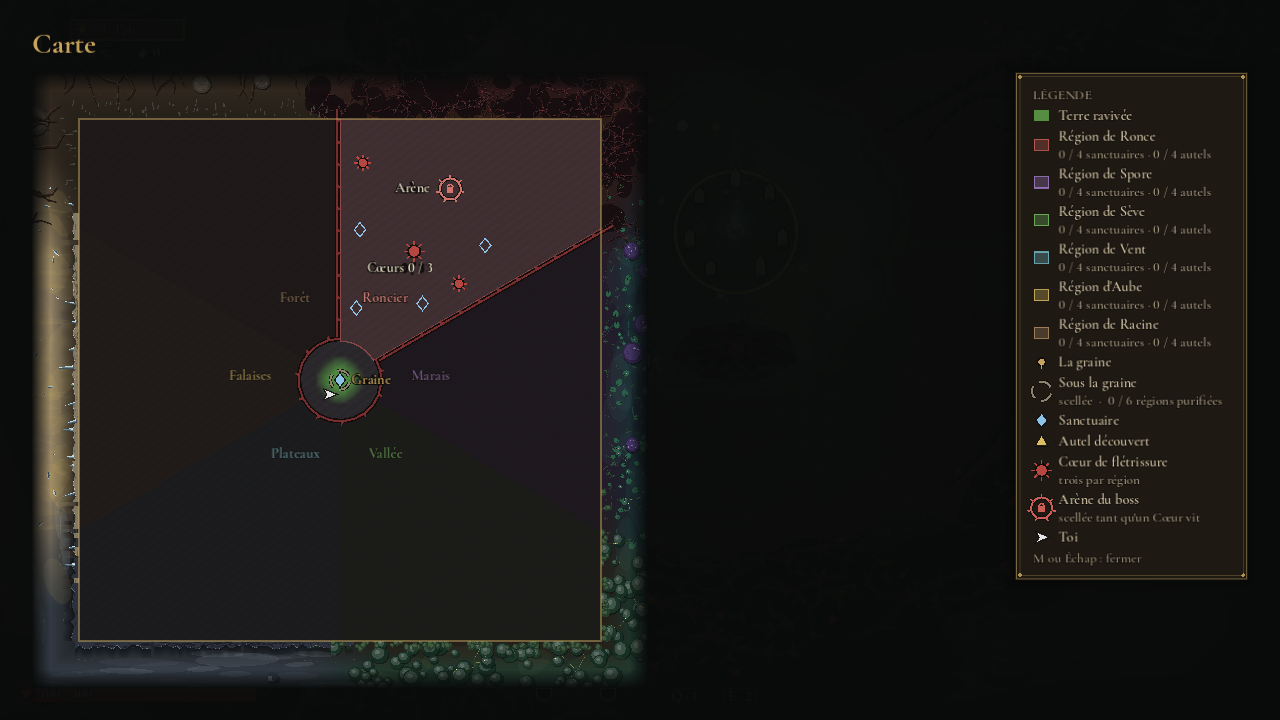 Carte
Arène
Cœurs 0 / 3
Forêt
Roncier
Falaises
Graine
Marais
Plateaux
Vallée
LÉGENDE
Terre ravivée
Région de Ronce
0 / 4 sanctuaires · 0 / 4 autels
Région de Spore
0 / 4 sanctuaires · 0 / 4 autels
Région de Sève
0 / 4 sanctuaires · 0 / 4 autels
Région de Vent
0 / 4 sanctuaires · 0 / 4 autels
Région d'Aube
0 / 4 sanctuaires · 0 / 4 autels
Région de Racine
0 / 4 sanctuaires · 0 / 4 autels
La graine
Sous la graine
scellée · 0 / 6 régions purifiées
Sanctuaire
Autel découvert
Cœur de flétrissure
trois par région
Arène du boss
scellée tant qu'un Cœur vit
Toi
M ou Échap : fermer